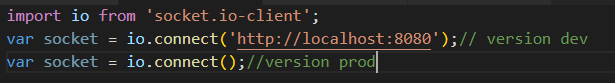 import io from 'socket.io-client';
var socket = io.connect('http://localhost:8080');// version dev
var socket = io.connect();//version prod